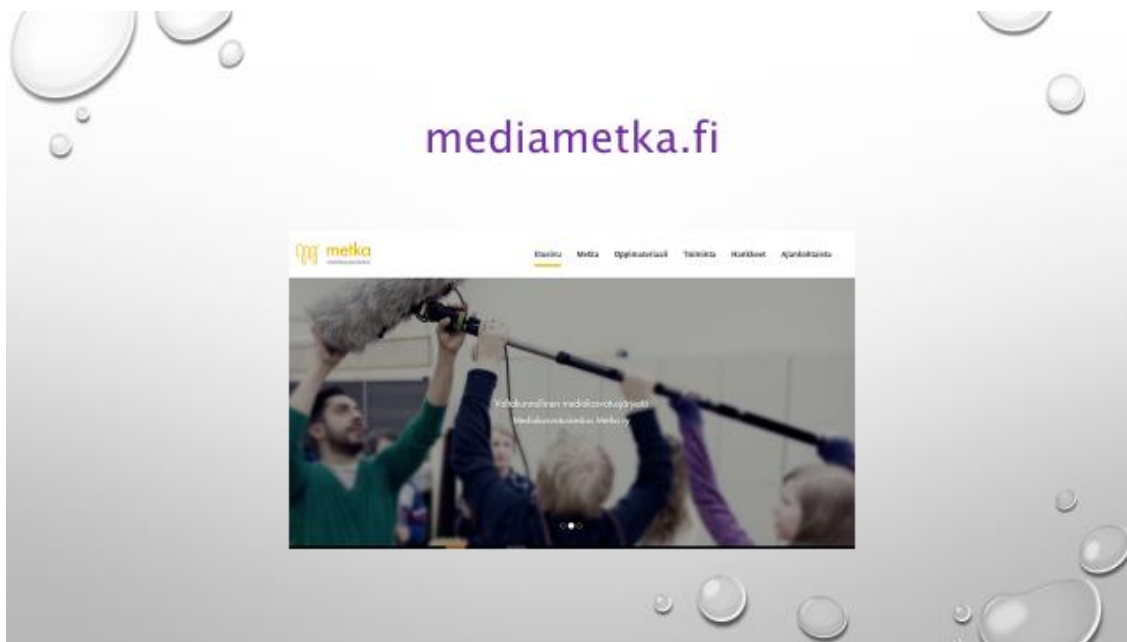 mediametka.fi
metka
Etusivu Metka Oppimateriaali Toiminta Hankkeet Ajankohtaista
Valtakunnallinen mediakasvatusjärjestö
Mediakasvatuskeskus Metka ry